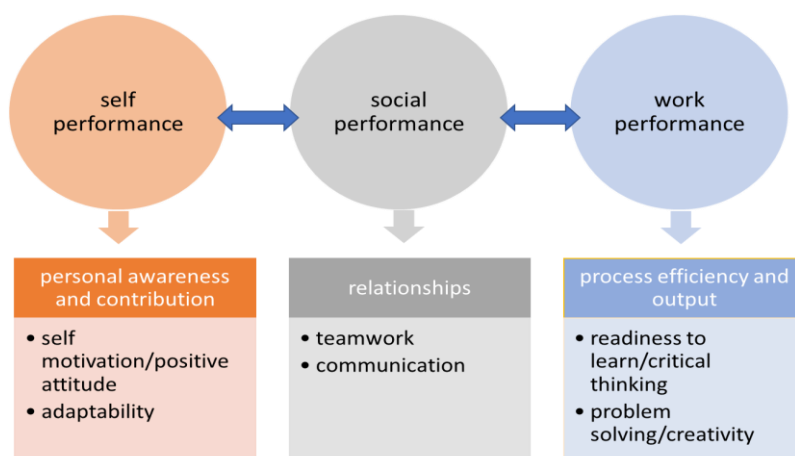 self
performance
social
performance
work
performance
personal awareness
and contribution
• self
motivation/positive
attitude
• adaptability
relationships
• teamwork
• communication
process efficiency and
output
• readiness to
learn/critical
thinking
• problem
solving/creativity